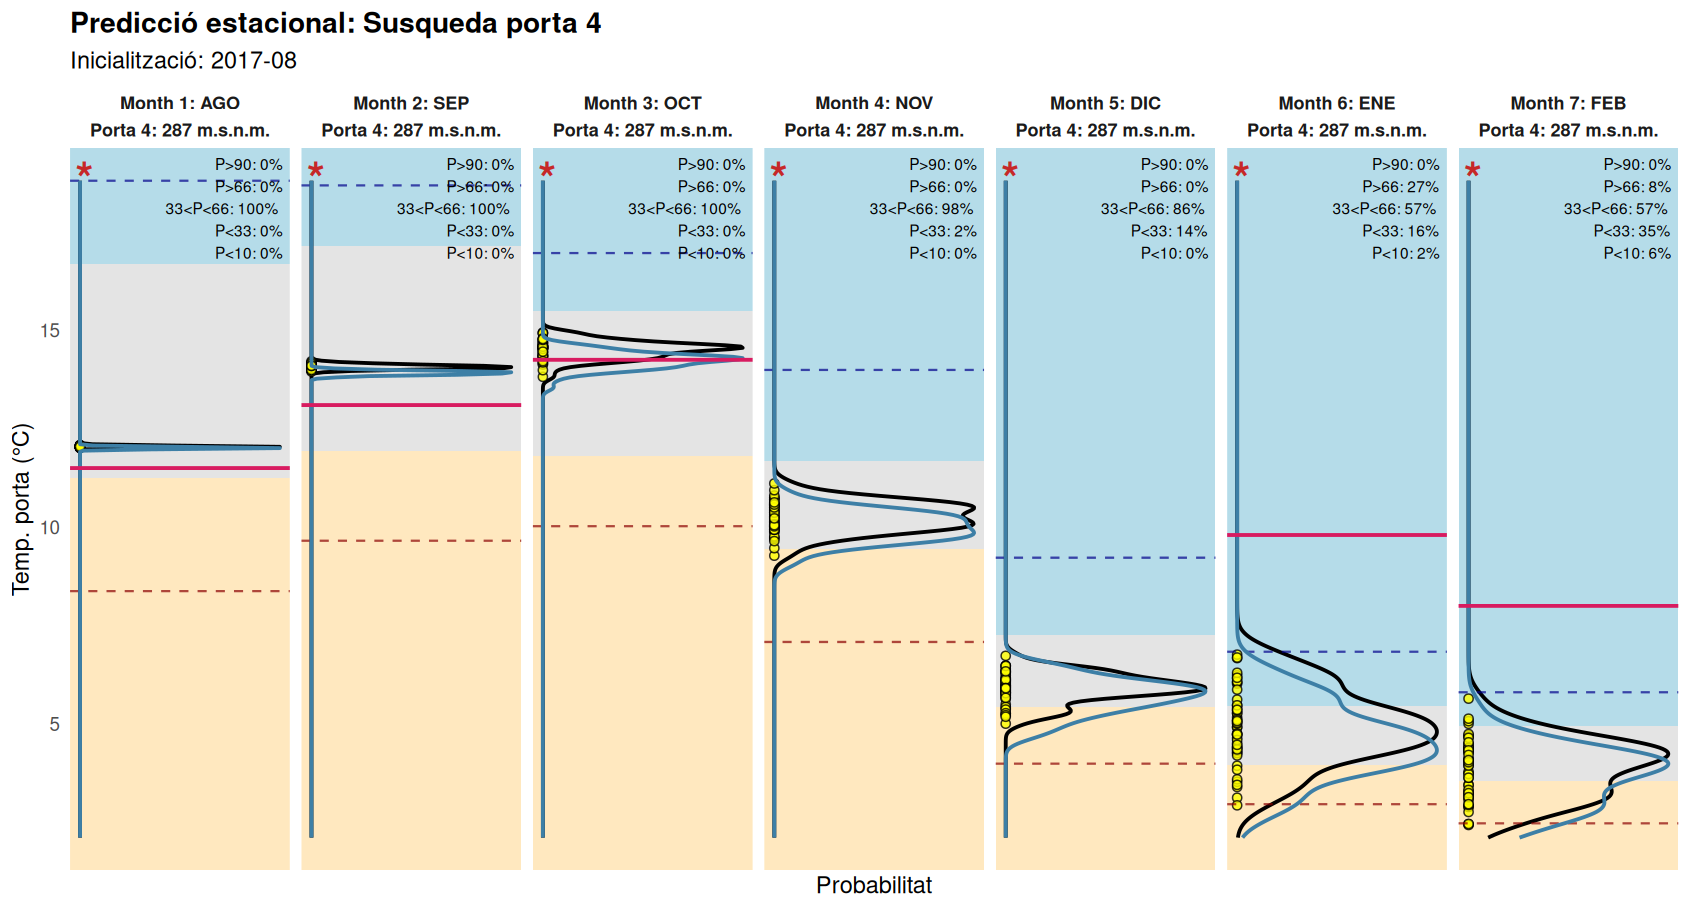 Predicció estacional: Susqueda porta 4
Inicialització: 2017-08
Month 1: AGO
Porta 4: 287 m.s.n.m.
Month 2: SEP
Porta 4: 287 m.s.n.m.
Month 3: OCT
Porta 4: 287 m.s.n.m.
Month 4: NOV
Porta 4: 287 m.s.n.m.
Month 5: DIC
Porta 4: 287 m.s.n.m.
Month 6: ENE
Porta 4: 287 m.s.n.m.
Month 7: FEB
Porta 4: 287 m.s.n.m.
*
P>90: 0%
P>66: 0%
33<P<66: 100%
P<33: 0%
P<10: 0%
*
P>90: 0%
P>66: 0%
33<P<66: 100%
P<33: 0%
P<10: 0%
*
P>90: 0%
P>66: 0%
33<P<66: 100%
P<33: 0%
P<10: 0%
*
P>90: 0%
P>66: 0%
33<P<66: 98%
P<33: 2%
P<10: 0%
*
P>90: 0%
P>66: 0%
33<P<66: 86%
P<33: 14%
P<10: 0%
*
P>90: 0%
P>66: 27%
33<P<66: 57%
P<33: 16%
P<10: 2%
*
P>90: 0%
P>66: 8%
33<P<66: 57%
P<33: 35%
P<10: 6%
15
10
5
Temp. porta (°C)
Probabilitat